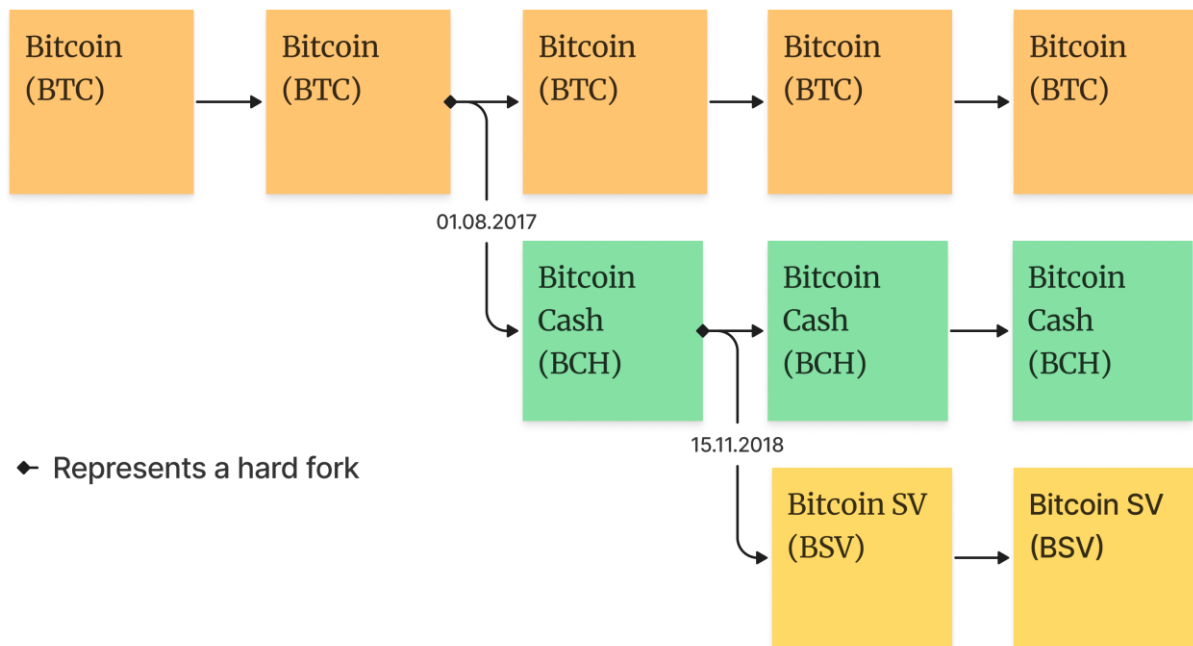 Bitcoin
(BTC)
Bitcoin
(BTC)
Bitcoin
(BTC)
Bitcoin
(BTC)
Bitcoin
(BTC)
01.08.2017
Bitcoin
Cash
(BCH)
Bitcoin
Cash
(BCH)
Bitcoin
Cash
(BCH)
15.11.2018
Represents a hard fork
Bitcoin SV
(BSV)
Bitcoin SV
(BSV)